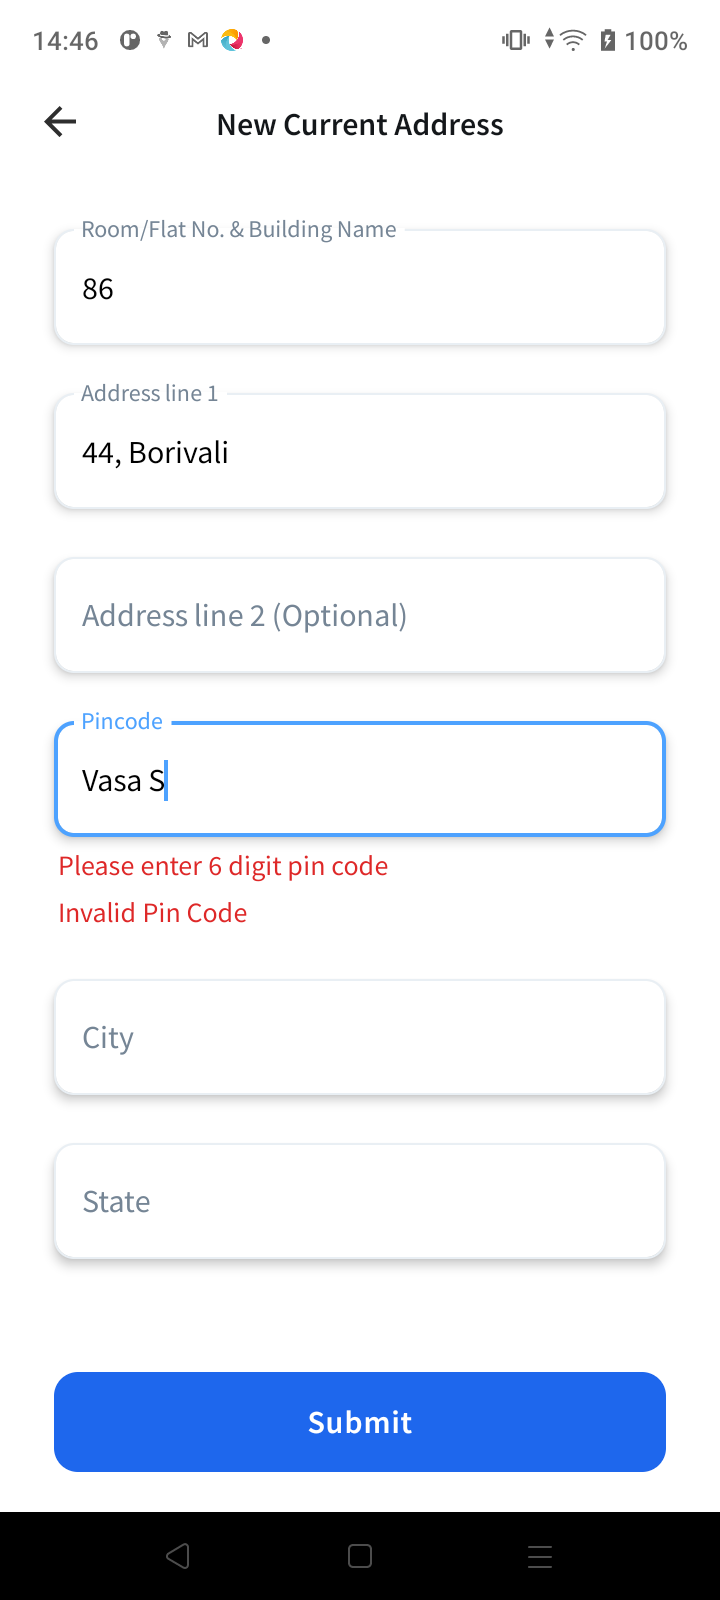 14:46
100%
New Current Address
Room/Flat No. & Building Name
86
Address line 1
44, Borivali
Address line 2 (Optional)
Pincode
Vasa S
Please enter 6 digit pin code
Invalid Pin Code
City
State
Submit